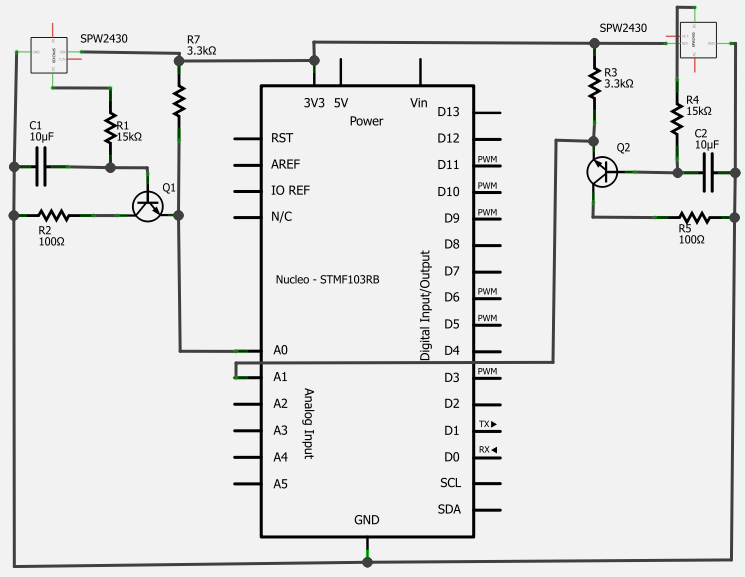 SPW2430
R7
3.3kΩ
SPW2430
R3
3.3kΩ
R4
15kΩ
C1
10µF
R1
15kΩ
3V3
5V
Vin
Power
D13
RST
D12
Q2
C2
10µF
AREF
D11
PWM
Q1
IO REF
D10
PWM
N/C
D9
PWM
R2
100Ω
R5
100Ω
D8
D7
Nucleo - STMF103RB
Digital Input/Output
D6
PWM
D5
PWM
A0
D4
A1
D3
PWM
A2
D2
Analog Input
A3
D1
TX
A4
D0
RX
A5
SCL
SDA
GND